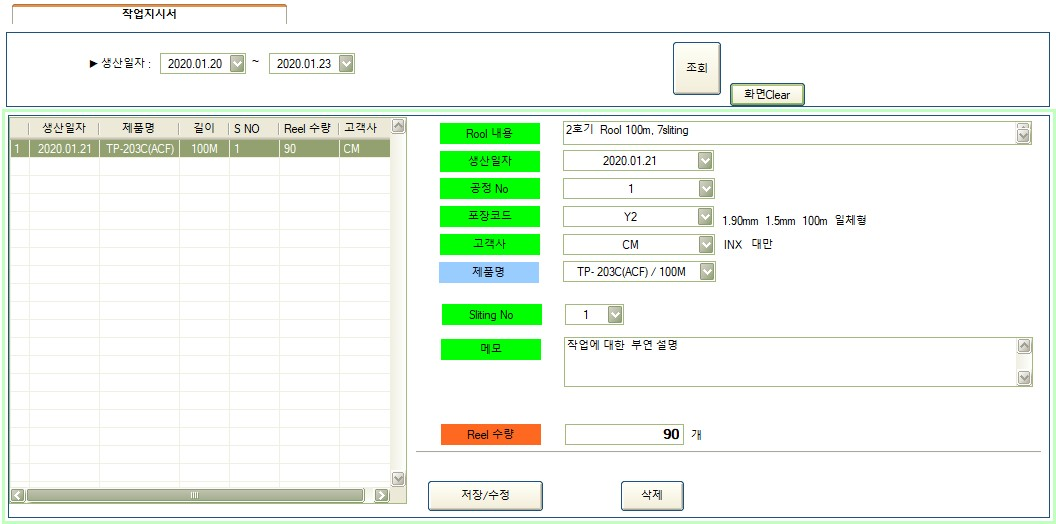 작업지시서
▶ 생산일자 : 2020.01.20 ~ 2020.01.23
조회
화면Clear
생산일자 제품명 길이 S NO Reel 수량 고객사
1 2020.01.21 TP-203C(ACF) 100M 1 90 CM
Rool 내용 2호기 Rool 100m, 7sliting
생산일자 2020.01.21
공정 No 1
포장코드 Y2 1.90mm 1.5mm 100m 일체형
고객사 CM INX 대만
제품명 TP- 203C(ACF) / 100M
Sliting No 1
메모 작업에 대한 부연 설명
Reel 수량 90 개
저장/수정 삭제